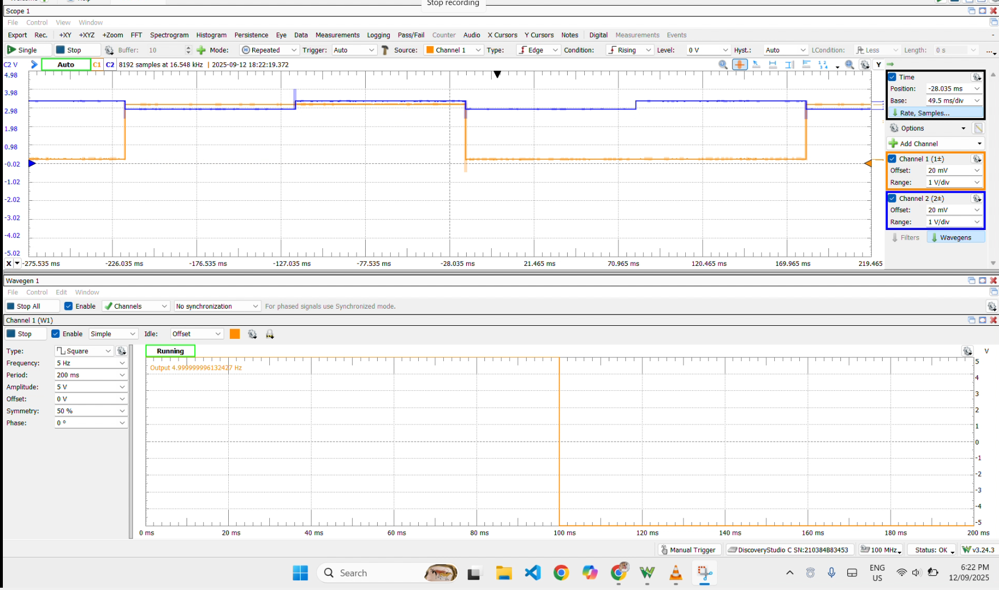 Welcome Help
Stop recording
Scope 1
File Control View Window
Export Rec. +XY +XYZ +Zoom FFT Spectrogram Histogram Persistence Eye Data Measurements Logging Pass/Fail Counter Audio X Cursors Y Cursors Notes Digital Measurements Events
Single Stop Buffer: 10 Mode: Repeated Trigger: Auto Source: Channel 1 Type: Edge Condition: Rising Level: 0 V Hyst.: Auto LCondition: Less Length: 0 s
C2 V Auto C1 C2 8192 samples at 16.548 kHz | 2025-09-12 18:22:19.372 Y
4.98
3.98
2.98
1.98
0.98
-0.02
-1.02
-2.02
-3.02
-4.02
-5.02
X -275.535 ms -226.035 ms -176.535 ms -127.035 ms -77.535 ms -28.035 ms 21.465 ms 70.965 ms 120.465 ms 169.965 ms 219.465
Time
Position: -28.035 ms
Base: 49.5 ms/div
Rate, Samples...
Options
Add Channel
Channel 1 (1±)
Offset: 20 mV
Range: 1 V/div
Channel 2 (2±)
Offset: 20 mV
Range: 1 V/div
Filters Wavegens
Wavegen 1
File Control Edit Window
Stop All Enable Channels No synchronization For phased signals use Synchronized mode.
Channel 1 (W1)
Stop Enable Simple Idle: Offset
Type: Square
Frequency: 5 Hz
Period: 200 ms
Amplitude: 5 V
Offset: 0 V
Symmetry: 50 %
Phase: 0 °
Running V
Output 4.999999996132427 Hz
5
4
3
2
1
0
-1
-2
-3
-4
-5
0 ms 20 ms 40 ms 60 ms 80 ms 100 ms 120 ms 140 ms 160 ms 180 ms 200 ms
Manual Trigger DiscoveryStudio C SN:210384B83453 100 MHz Status: OK v3.24.3
Search
ENG
US
6:22 PM
12/09/2025